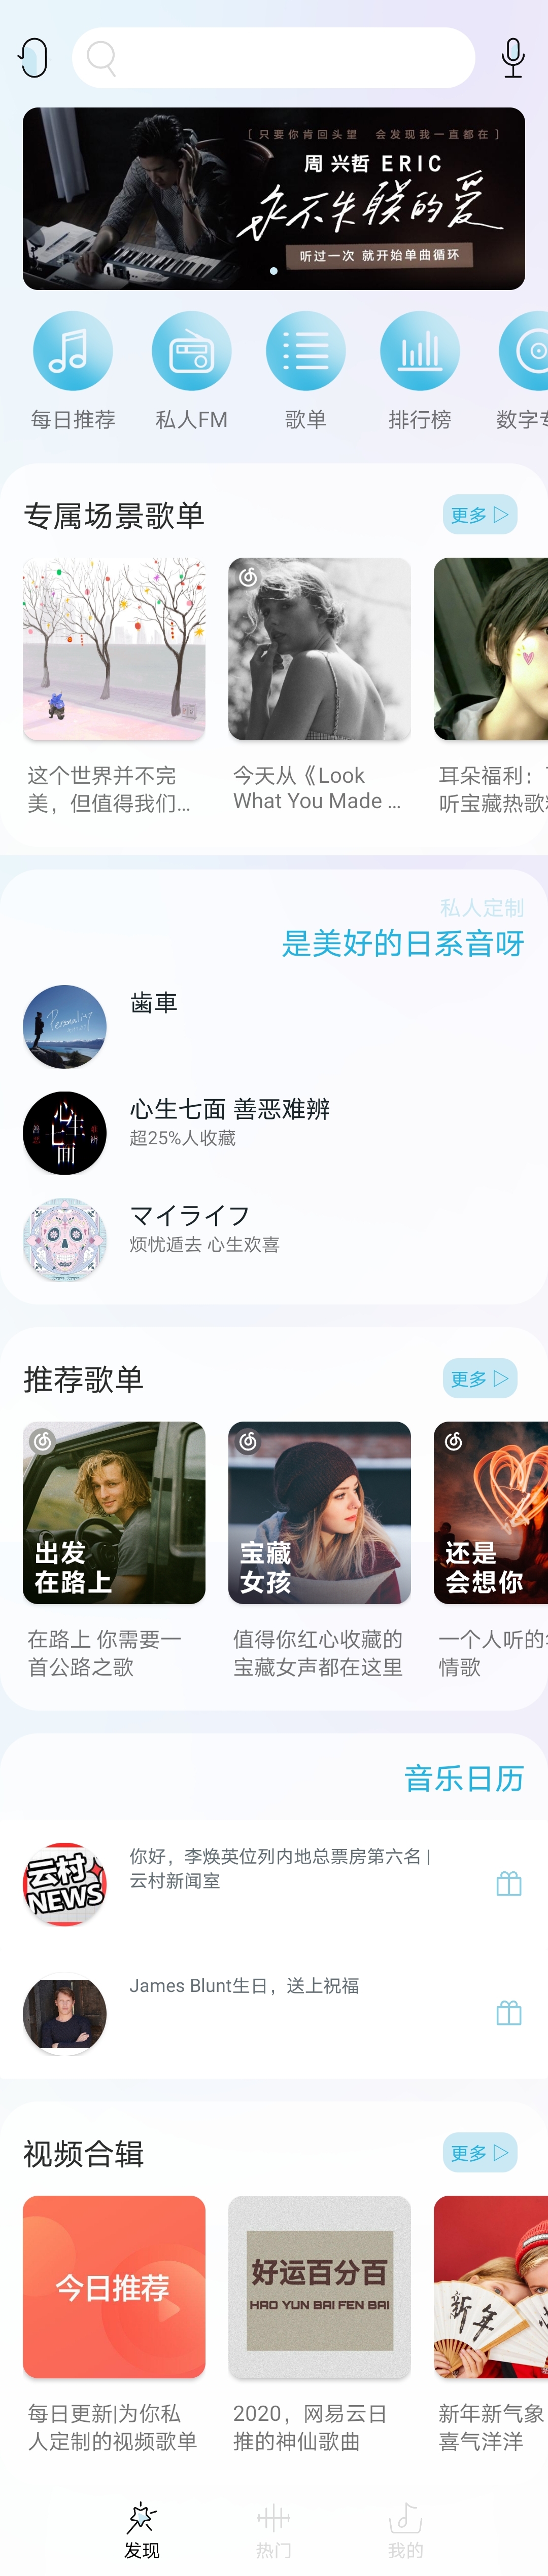 [ 只要你肯回头望 会发现我一直都在 ]
周兴哲 ERIC
永不失联的爱
听过一次 就开始单曲循环
每日推荐
私人FM
歌单
排行榜
数字专
专属场景歌单
更多
这个世界并不完
美，但值得我们...
今天从《Look
What You Made ...
耳朵福利：
听宝藏热歌
私人定制
是美好的日系音呀
Personality
歯車
心生七面
善恶
难辨
心生七面 善恶难辨
超25%人收藏
マイライフ
烦忧遁去 心生欢喜
推荐歌单
更多
出发
在路上
宝藏
女孩
还是
会想你
在路上 你需要一
首公路之歌
值得你红心收藏的
宝藏女声都在这里
一个人听的
情歌
音乐日历
云村
NEWS
你好，李焕英位列内地总票房第六名 |
云村新闻室
James Blunt生日，送上祝福
视频合辑
更多
今日推荐
好运百分百
HAO YUN BAI FEN BAI
新年
每日更新|为你私
人定制的视频歌单
2020，网易云日
推的神仙歌曲
新年新气象
喜气洋洋
发现
热门
我的